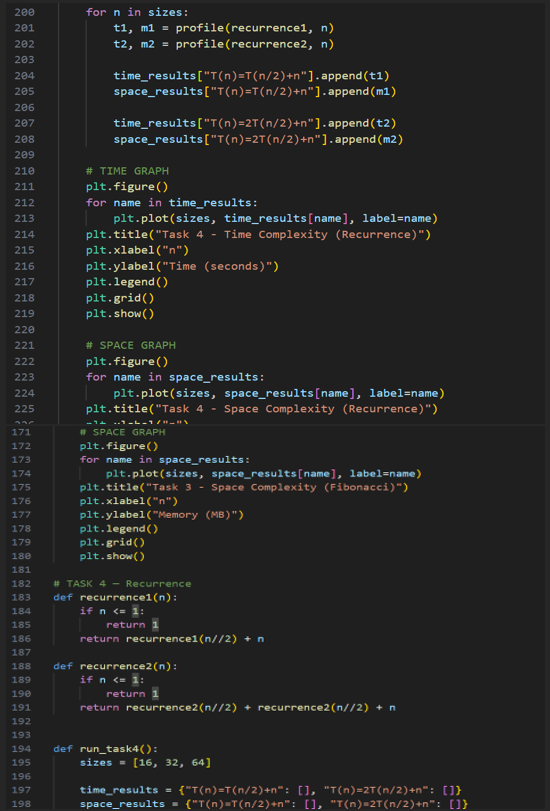 200     for n in sizes:
201         t1, m1 = profile(recurrence1, n)
202         t2, m2 = profile(recurrence2, n)
203
204         time_results["T(n)=T(n/2)+n"].append(t1)
205         space_results["T(n)=T(n/2)+n"].append(m1)
206
207         time_results["T(n)=2T(n/2)+n"].append(t2)
208         space_results["T(n)=2T(n/2)+n"].append(m2)
209
210     # TIME GRAPH
211     plt.figure()
212     for name in time_results:
213         plt.plot(sizes, time_results[name], label=name)
214     plt.title("Task 4 - Time Complexity (Recurrence)")
215     plt.xlabel("n")
216     plt.ylabel("Time (seconds)")
217     plt.legend()
218     plt.grid()
219     plt.show()
220
221     # SPACE GRAPH
222     plt.figure()
223     for name in space_results:
224         plt.plot(sizes, space_results[name], label=name)
225     plt.title("Task 4 - Space Complexity (Recurrence)")
226     plt.xlabel("n")
171     # SPACE GRAPH
172     plt.figure()
173     for name in space_results:
174         plt.plot(sizes, space_results[name], label=name)
175     plt.title("Task 3 - Space Complexity (Fibonacci)")
176     plt.xlabel("n")
177     plt.ylabel("Memory (MB)")
178     plt.legend()
179     plt.grid()
180     plt.show()
181
182 # TASK 4 — Recurrence
183 def recurrence1(n):
184     if n <= 1:
185         return 1
186     return recurrence1(n//2) + n
187
188 def recurrence2(n):
189     if n <= 1:
190         return 1
191     return recurrence2(n//2) + recurrence2(n//2) + n
192
193
194 def run_task4():
195     sizes = [16, 32, 64]
196
197     time_results = {"T(n)=T(n/2)+n": [], "T(n)=2T(n/2)+n": []}
198     space_results = {"T(n)=T(n/2)+n": [], "T(n)=2T(n/2)+n": []}